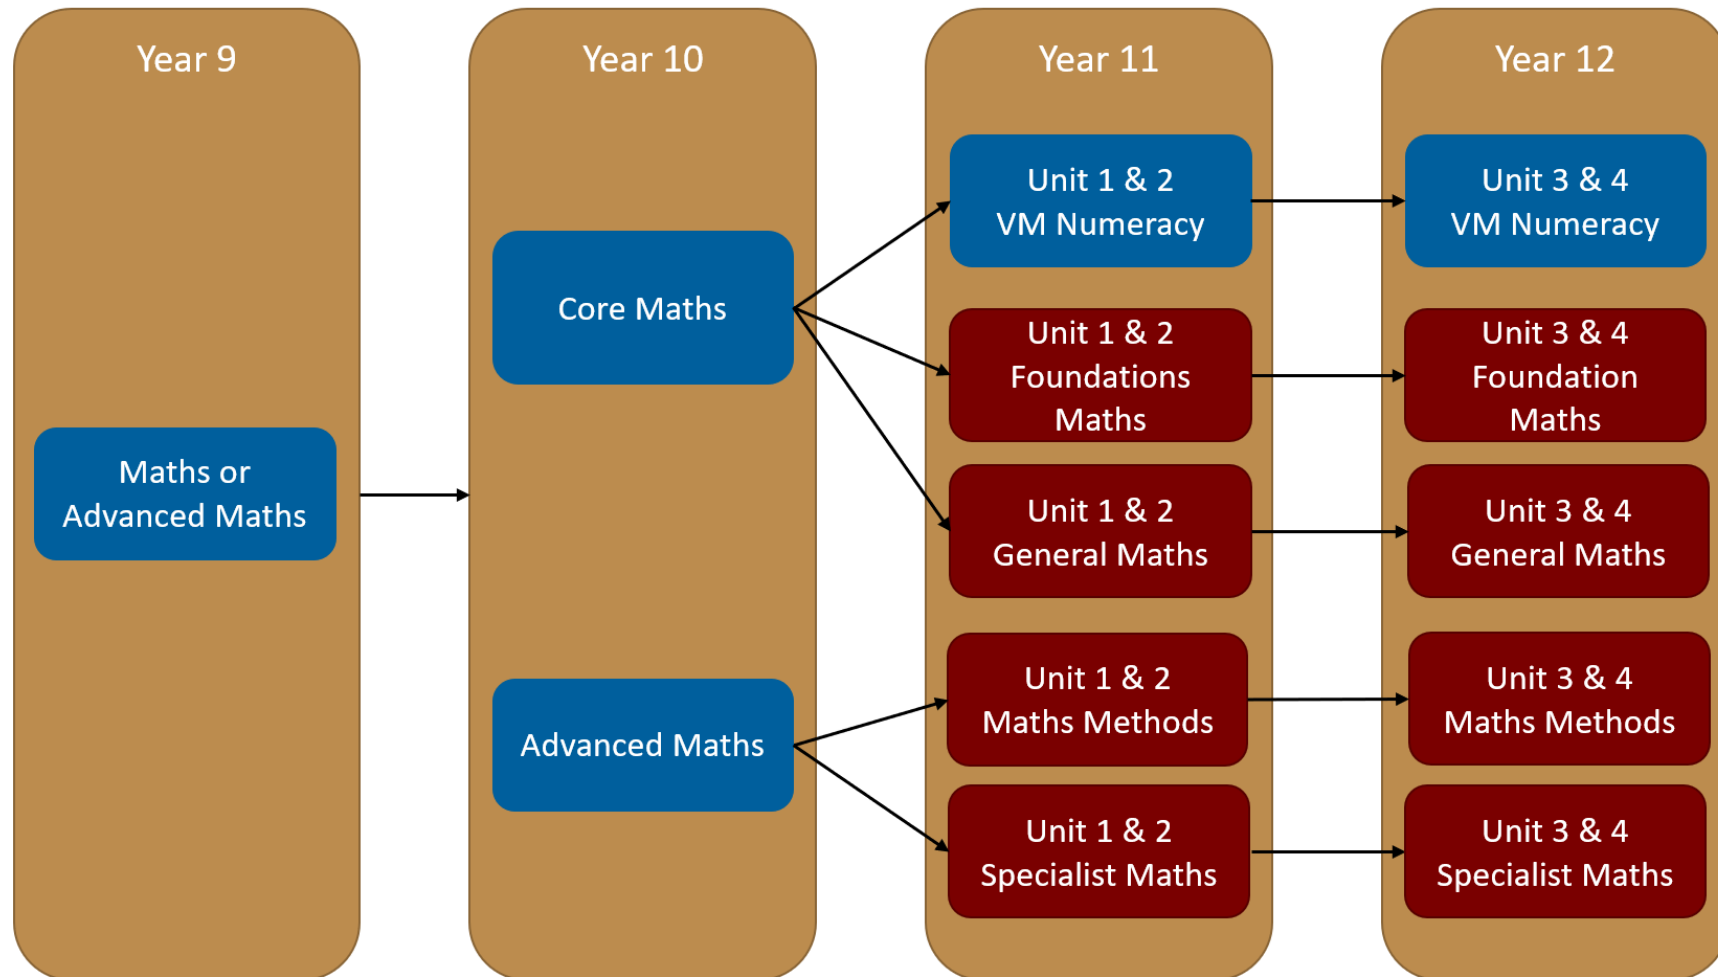 Year 9
Maths or
Advanced Maths
Year 10
Core Maths
Advanced Maths
Year 11
Unit 1 & 2
VM Numeracy
Unit 1 & 2
Foundations
Maths
Unit 1 & 2
General Maths
Unit 1 & 2
Maths Methods
Unit 1 & 2
Specialist Maths
Year 12
Unit 3 & 4
VM Numeracy
Unit 3 & 4
Foundation
Maths
Unit 3 & 4
General Maths
Unit 3 & 4
Maths Methods
Unit 3 & 4
Specialist Maths